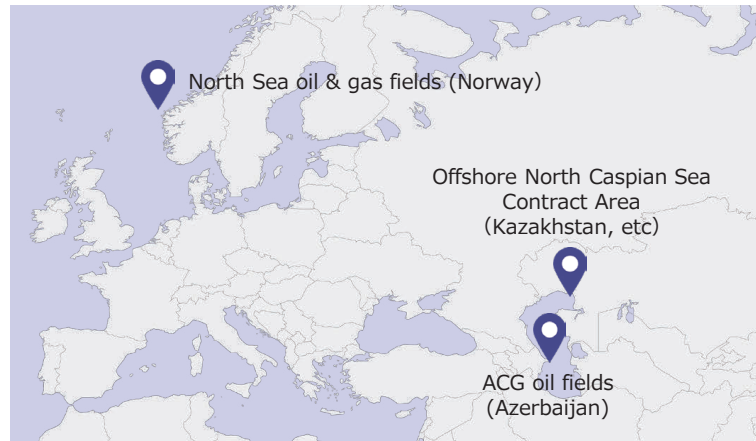 North Sea oil & gas fields (Norway)
Offshore North Caspian Sea
Contract Area
(Kazakhstan, etc)
ACG oil fields
(Azerbaijan)